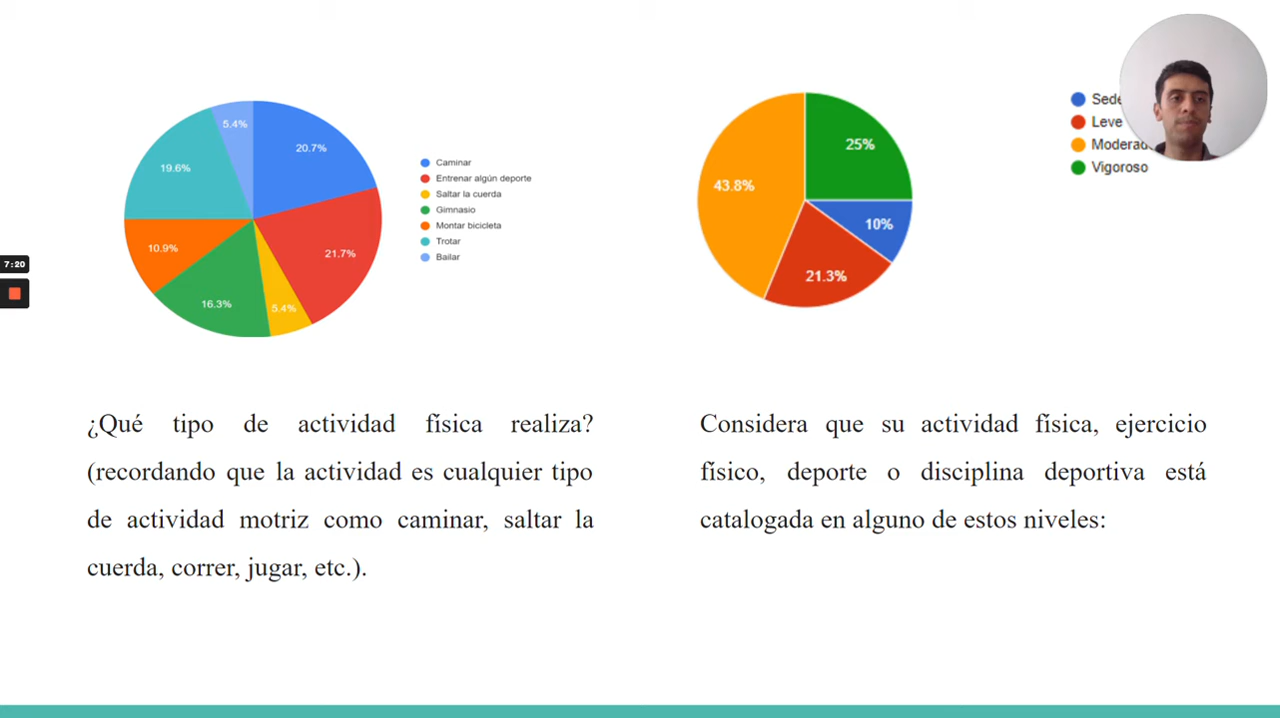 5.4%
20.7%
19.6%
10.9%
21.7%
16.3%
5.4%
Caminar
Entrenar algún deporte
Saltar la cuerda
Gimnasio
Montar bicicleta
Trotar
Bailar
25%
43.8%
10%
21.3%
Leve
Vigoroso
7:20
¿Qué tipo de actividad física realiza?
(recordando que la actividad es cualquier tipo
de actividad motriz como caminar, saltar la
cuerda, correr, jugar, etc.).
Considera que su actividad física, ejercicio
físico, deporte o disciplina deportiva está
catalogada en alguno de estos niveles: